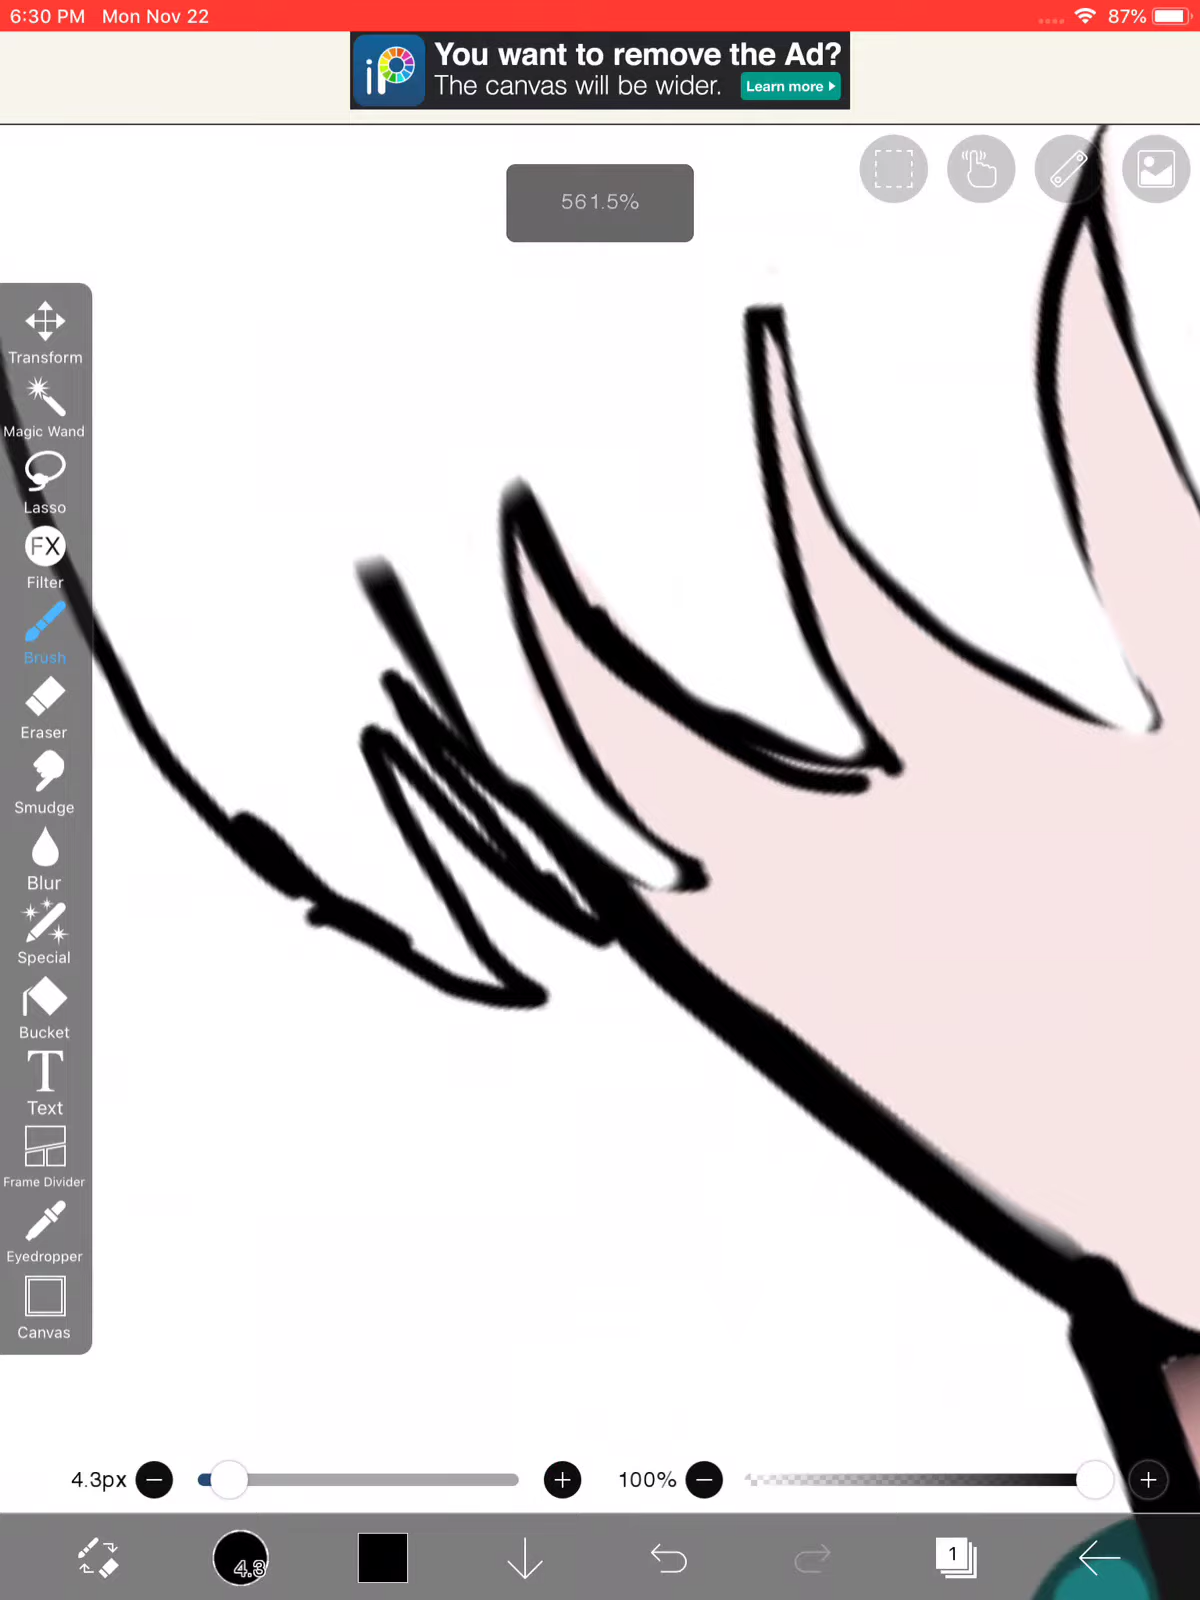 6:30 PM Mon Nov 22
87%
iP
You want to remove the Ad?
The canvas will be wider.
Learn more
561.5%
Transform
Magic Wand
Lasso
FX
Filter
Brush
Eraser
Smudge
Blur
Special
Bucket
T
Text
Frame Divider
Eyedropper
Canvas
4.3px
100%
4.3
1